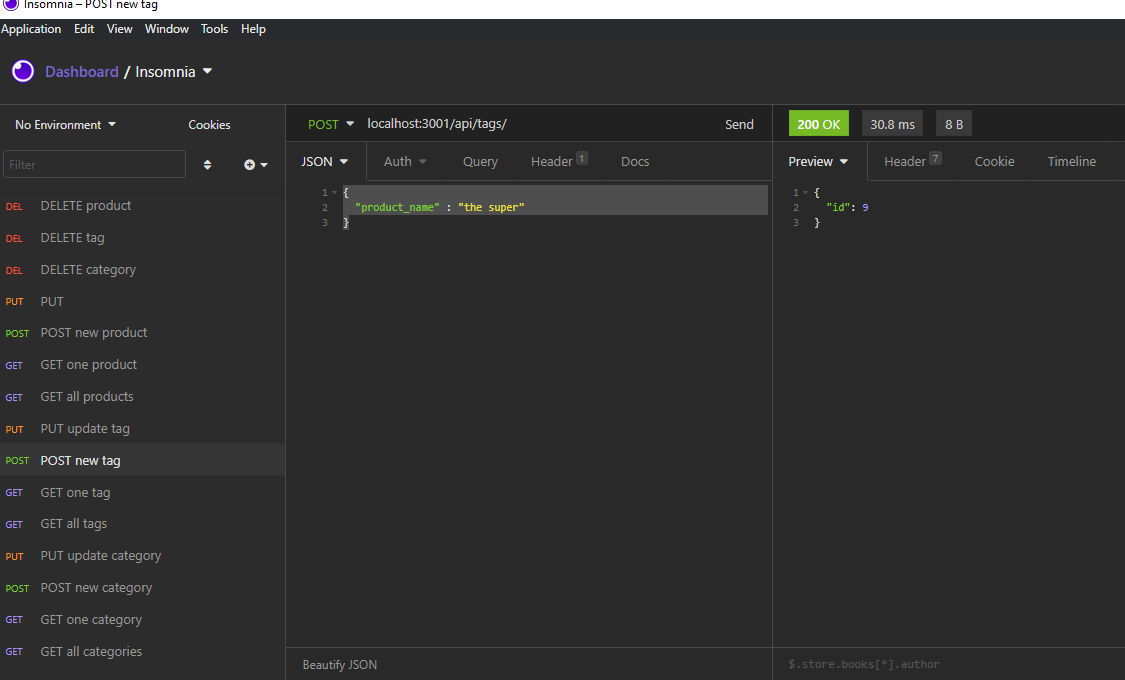 Insomnia – POST new tag
Application Edit View Window Tools Help
Dashboard / Insomnia
No Environment Cookies
Filter
DEL DELETE product
DEL DELETE tag
DEL DELETE category
PUT PUT
POST POST new product
GET GET one product
GET GET all products
PUT PUT update tag
POST POST new tag
GET GET one tag
GET GET all tags
PUT PUT update category
POST POST new category
GET GET one category
GET GET all categories
POST localhost:3001/api/tags/ Send
JSON Auth Query Header 1 Docs
1 {
2 "product_name" : "the super"
3 }
Beautify JSON
200 OK 30.8 ms 8 B
Preview Header 7 Cookie Timeline
1 {
2 "id": 9
3 }
$.store.books[*].author